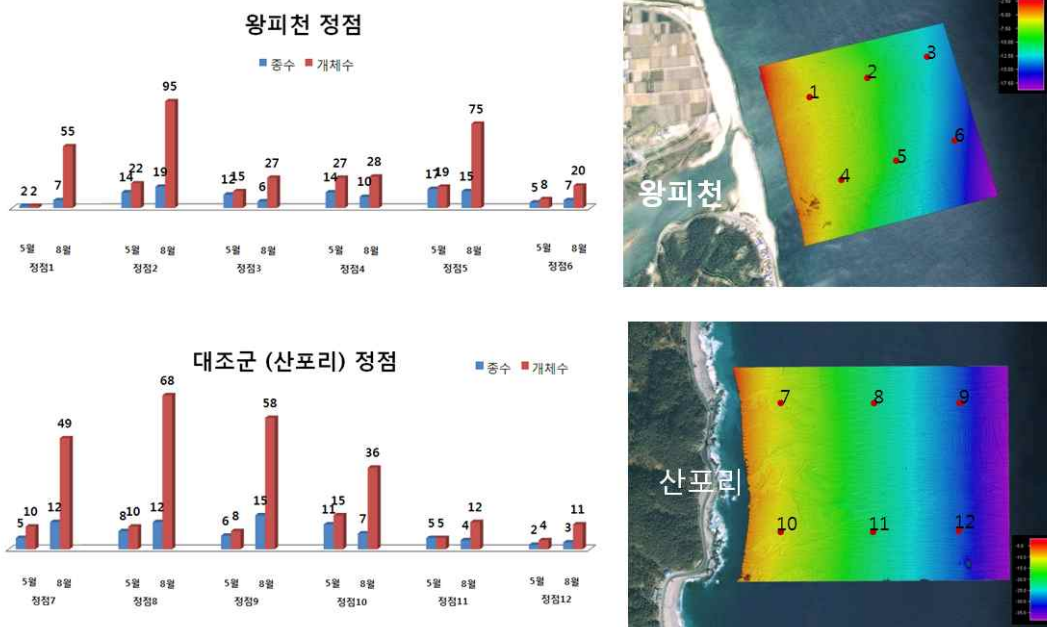 왕피천 정점
종수 개체수
2 2 7 55
14 22 19 95
12 15 6 27
14 27 10 28
17 19 15 75
5 8 7 20
5월 8월 5월 8월 5월 8월 5월 8월 5월 8월 5월 8월
정점1 정점2 정점3 정점4 정점5 정점6
1 2 3
4 5 6
왕피천
대조군 (산포리) 정점
종수 개체수
5 10 12 49
8 10 12 68
6 8 15 58
11 15 7 36
5 5 4 12
2 4 3 11
5월 8월 5월 8월 5월 8월 5월 8월 5월 8월 5월 8월
정점7 정점8 정점9 정점10 정점11 정점12
7 8 9
산포리
10 11 12